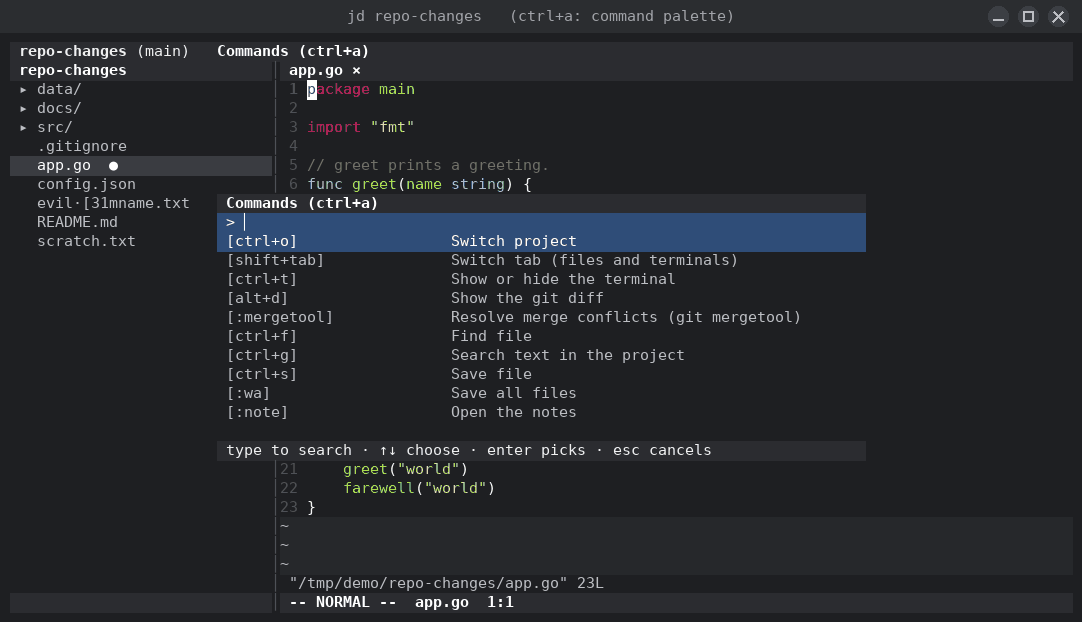 jd repo-changes   (ctrl+a: command palette)
repo-changes (main)   Commands (ctrl+a)
repo-changes   app.go ×
▸ data/   1 package main
▸ docs/   2
▸ src/   3 import "fmt"
.gitignore   4
app.go ●   5 // greet prints a greeting.
config.json   6 func greet(name string) {
evil·[31mname.txt   Commands (ctrl+a)
README.md   >
scratch.txt   [ctrl+o]   Switch project
[shift+tab]   Switch tab (files and terminals)
[ctrl+t]   Show or hide the terminal
[alt+d]   Show the git diff
[:mergetool]   Resolve merge conflicts (git mergetool)
[ctrl+f]   Find file
[ctrl+g]   Search text in the project
[ctrl+s]   Save file
[:wa]   Save all files
[:note]   Open the notes
type to search · ↑↓ choose · enter picks · esc cancels
21     greet("world")
22     farewell("world")
23 }
~
~
~
"/tmp/demo/repo-changes/app.go" 23L
-- NORMAL --  app.go  1:1